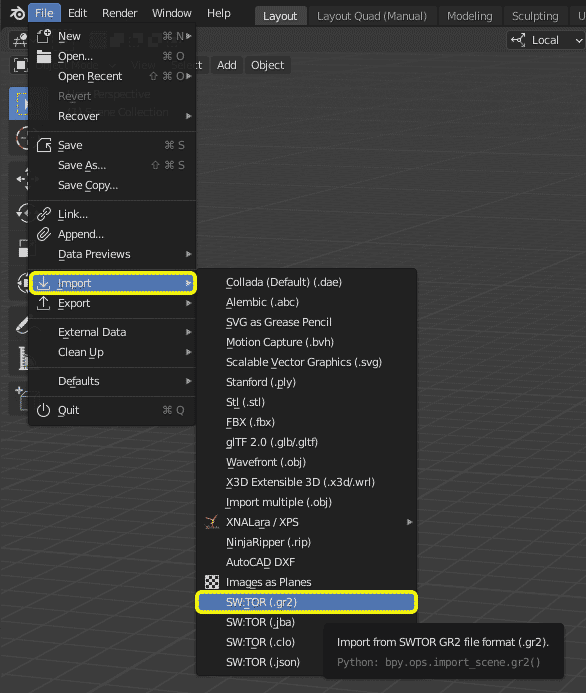 File Edit Render Window Help Layout Layout Quad (Manual) Modeling Sculpting
Local
Add Object
New ⌘ N
Open... ⌘ O
Open Recent ⇧ ⌘ O
Revert
Recover
Save ⌘ S
Save As... ⇧ ⌘ S
Save Copy...
Link...
Append...
Data Previews
Import
Export
External Data
Clean Up
Defaults
Quit ⌘ Q
Collada (Default) (.dae)
Alembic (.abc)
SVG as Grease Pencil
Motion Capture (.bvh)
Scalable Vector Graphics (.svg)
Stanford (.ply)
Stl (.stl)
FBX (.fbx)
glTF 2.0 (.glb/.gltf)
Wavefront (.obj)
X3D Extensible 3D (.x3d/.wrl)
Import multiple (.obj)
XNALara / XPS
NinjaRipper (.rip)
AutoCAD DXF
Images as Planes
SW:TOR (.gr2)
SW:TOR (.jba)
SW:TOR (.clo)
SW:TOR (.json)
Import from SWTOR GR2 file format (.gr2).
Python: bpy.ops.import_scene.gr2()